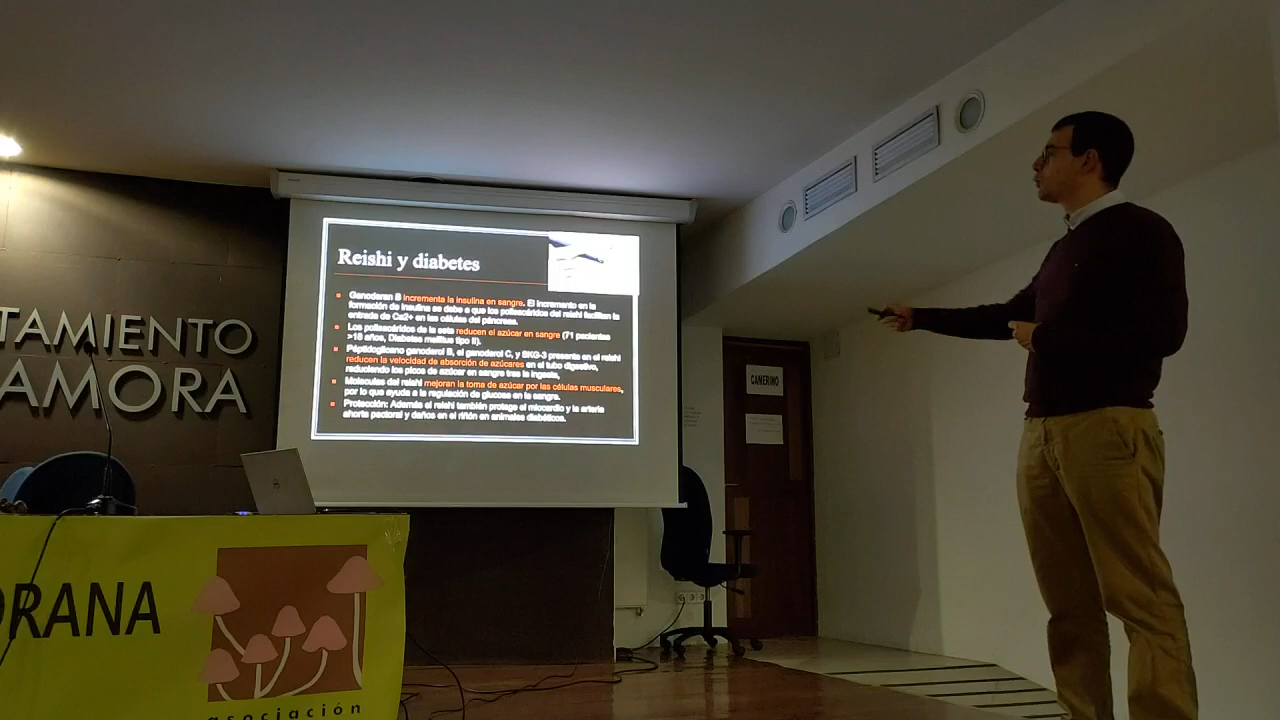 TAMIENTO
AMORA
Reishi y diabetes
Ganoderan B incrementa la insulina en sangre. El incremento en la
formación de insulina se debe a que los polisacáridos del reishi facilitan la
entrada de Ca2+ en las células del páncreas.
Los polisacáridos de la seta reducen el azúcar en sangre (71 pacientes
>18 años, Diabetes mellitus tipo II).
Péptidoglicano ganoderol B, el ganoderol C, y SKG-3 presente en el reishi
reducen la velocidad de absorción de azúcares en el tubo digestivo,
reduciendo los picos de azúcar en sangre tras la ingesta,
Moleculas del reishi mejoran la toma de azúcar por las células musculares,
por lo que ayuda a la regulación de glucosa en la sangre.
Protección: Además el reishi también protege el miocardio y la arteria
ahorta pectoral y daños en el riñón en animales diabéticos.
CAMERINO
ORANA
asociación